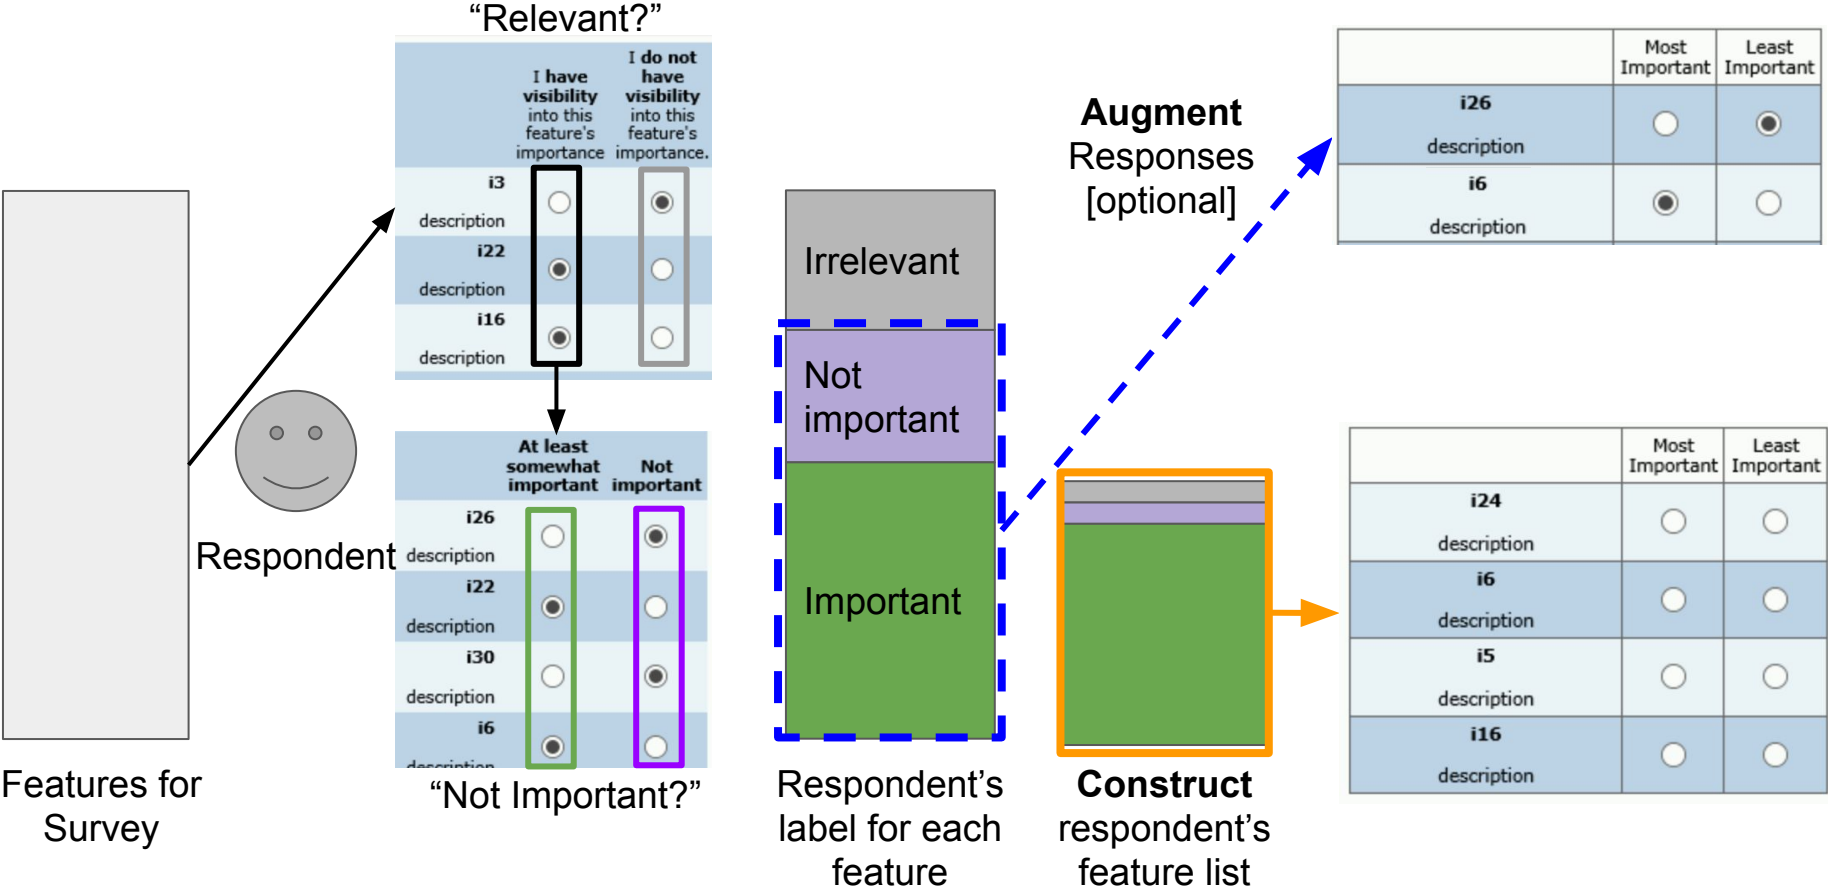 “Relevant?”
I have visibility into this feature's importance
I do not have visibility into this feature's importance.
i3
description
i22
description
i16
description
At least somewhat important
Not important
i26
description
i22
description
i30
description
i6
description
“Not Important?”
Features for
Survey
Respondent
Irrelevant
Not
important
Important
Respondent’s
label for each
feature
Augment
Responses
[optional]
Construct
respondent’s
feature list
Most Important
Least Important
i26
description
i6
description
Most Important
Least Important
i24
description
i6
description
i5
description
i16
description